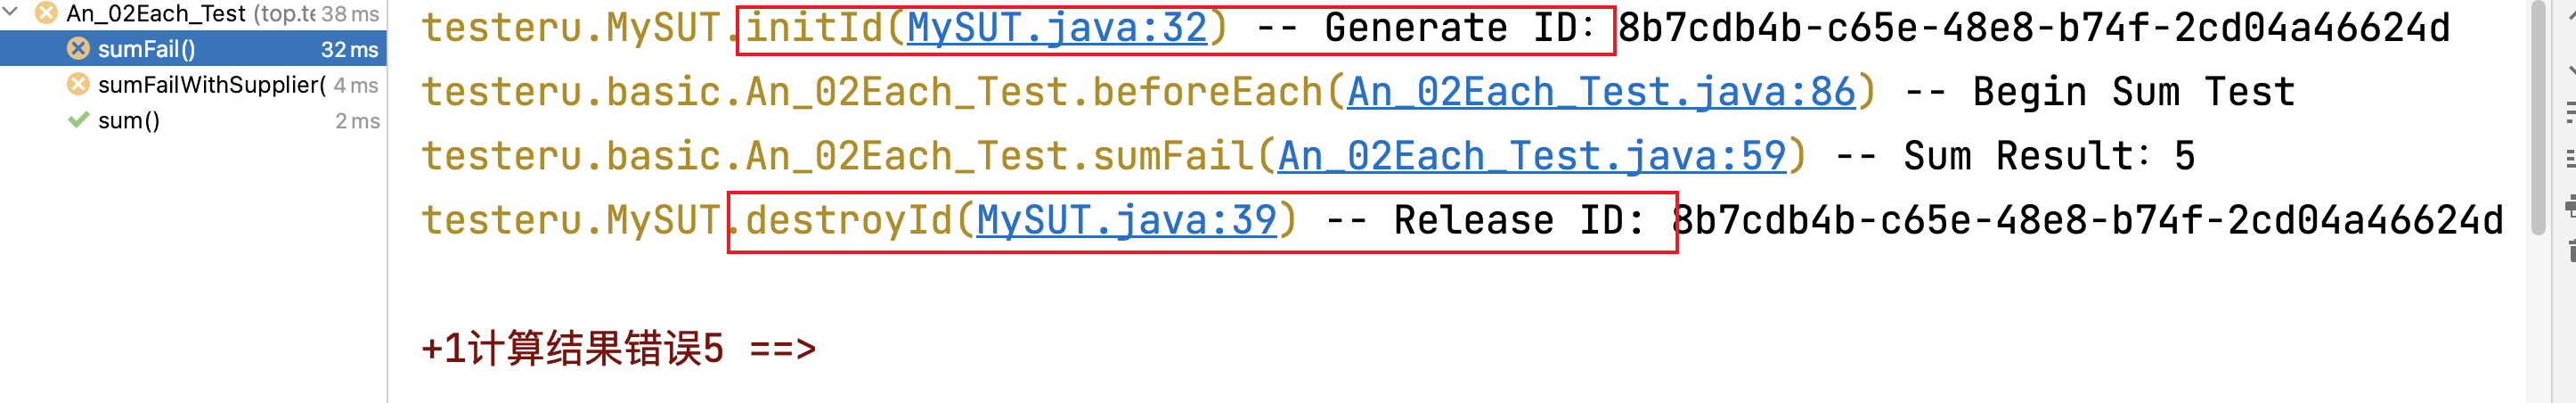 An_02Each_Test (top.te 38 ms
sumFail() 32 ms
sumFailWithSupplier( 4 ms
sum() 2 ms
testeru.MySUT.initId(MySUT.java:32) -- Generate ID: 8b7cdb4b-c65e-48e8-b74f-2cd04a46624d
testeru.basic.An_02Each_Test.beforeEach(An_02Each_Test.java:86) -- Begin Sum Test
testeru.basic.An_02Each_Test.sumFail(An_02Each_Test.java:59) -- Sum Result: 5
testeru.MySUT.destroyId(MySUT.java:39) -- Release ID: 8b7cdb4b-c65e-48e8-b74f-2cd04a46624d
+1计算结果错误5 ==>